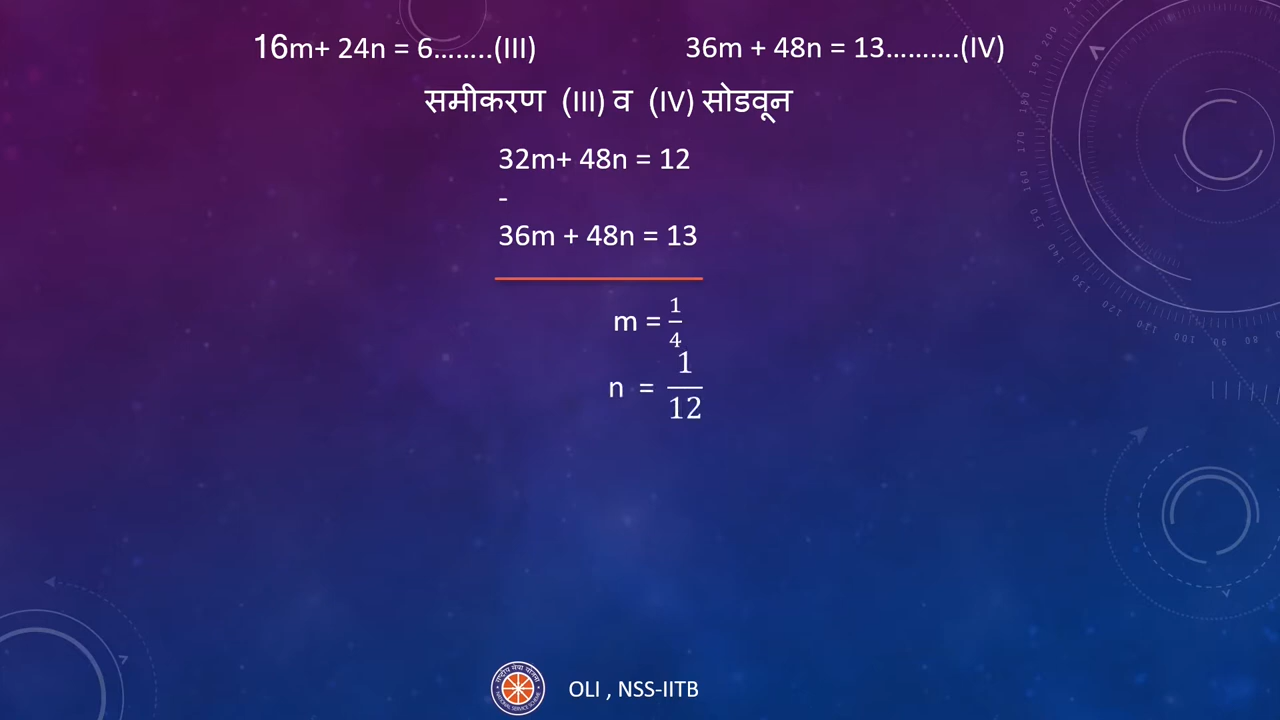 16m+ 24n = 6........(III) 36m + 48n = 13..........(IV)
समीकरण (III) व (IV) सोडवून
32m+ 48n = 12
-
36m + 48n = 13
m = 1/4
n = 1/12
OLI , NSS-IITB